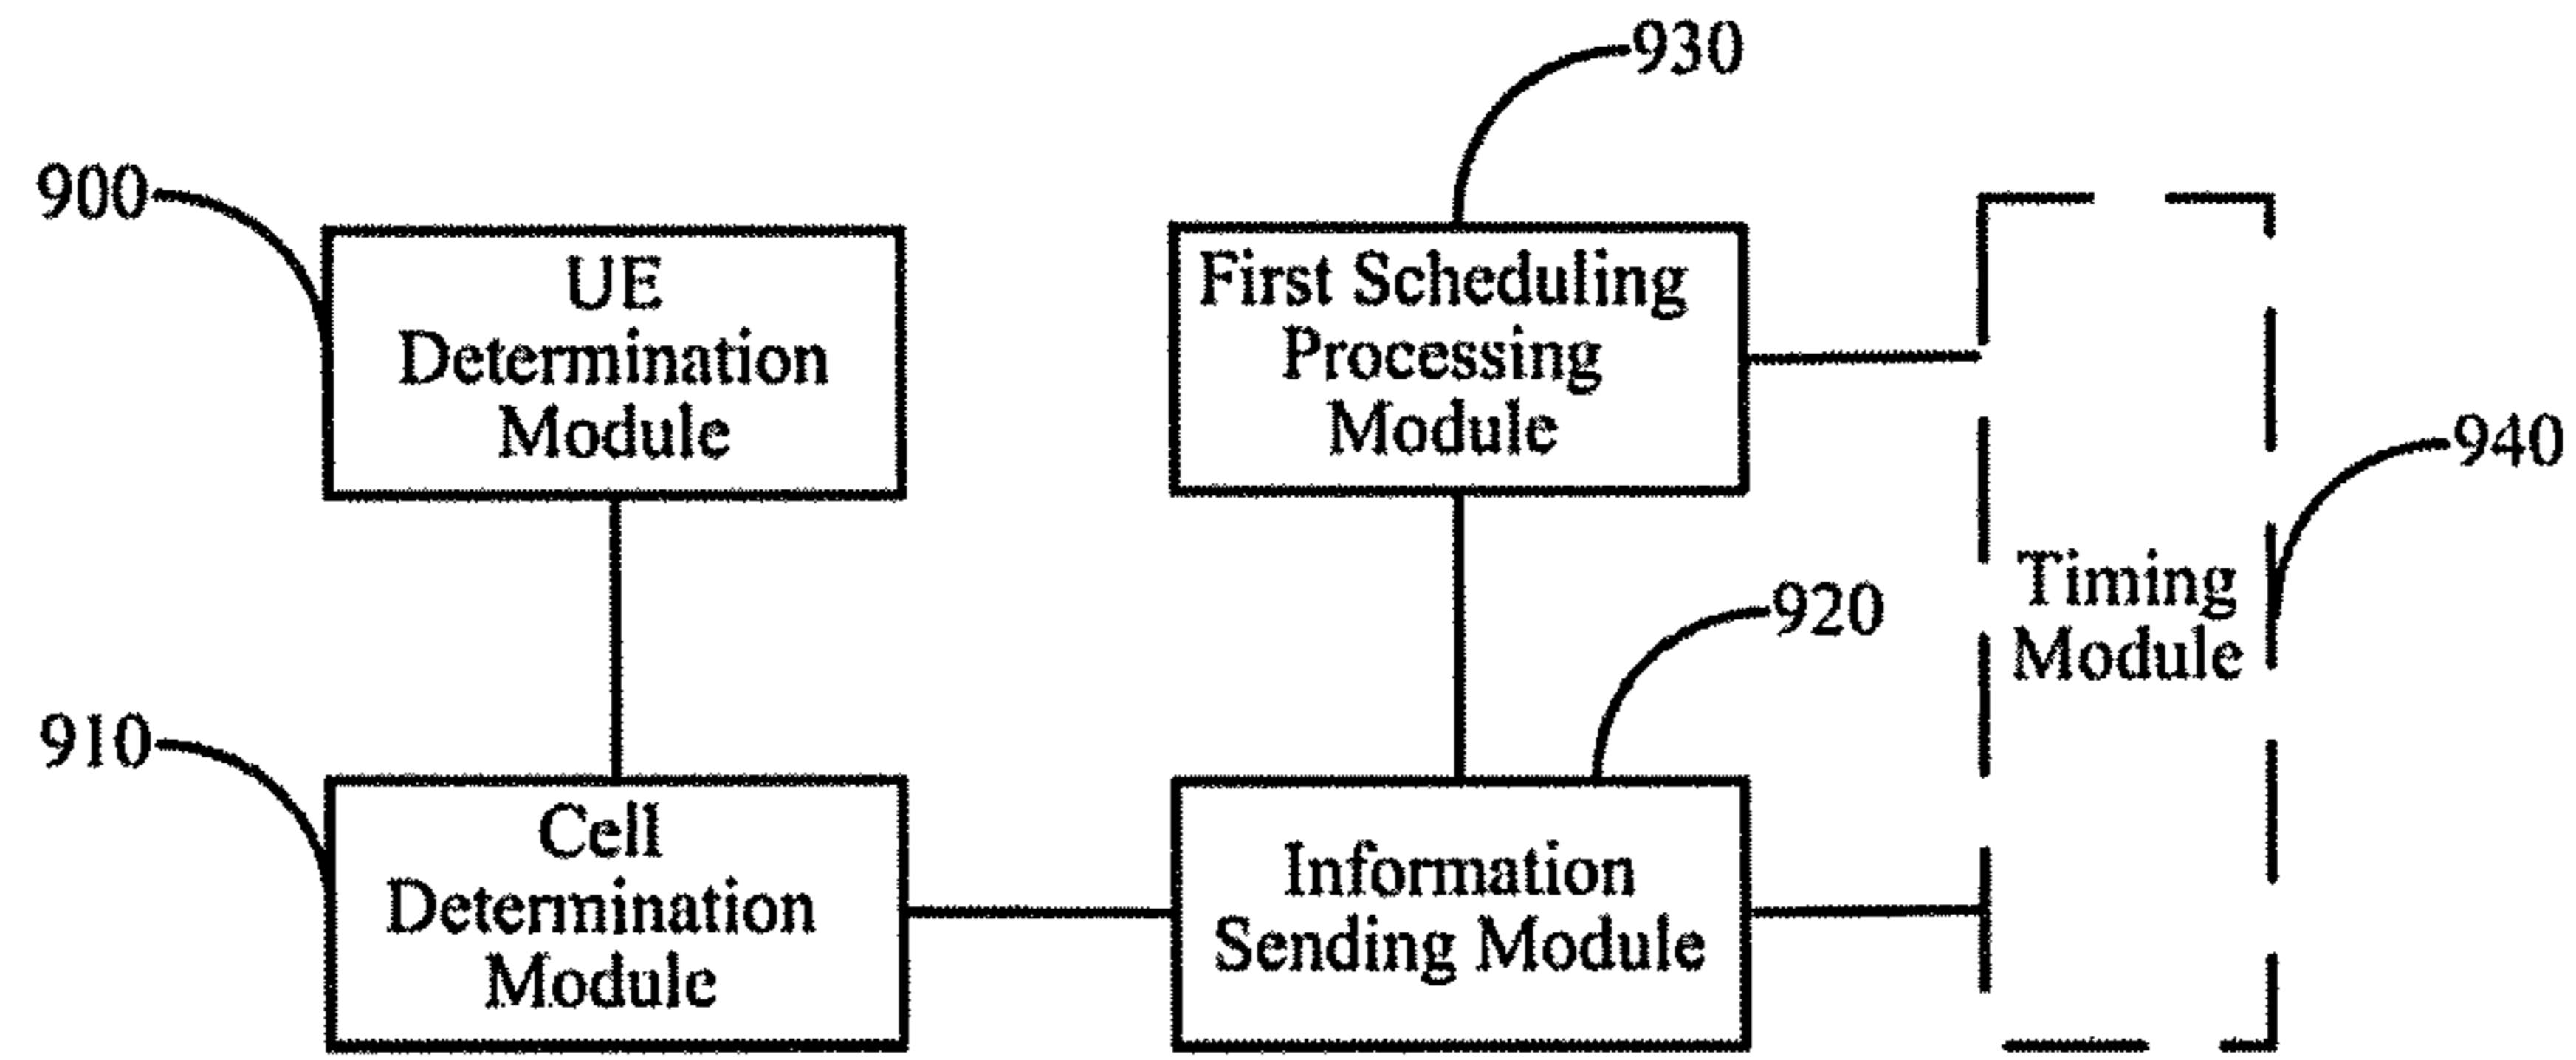 930
900
UE
Determination
Module
First Scheduling
Processing
Module
940
Timing
Module
920
910
Cell
Determination
Module
Information
Sending Module